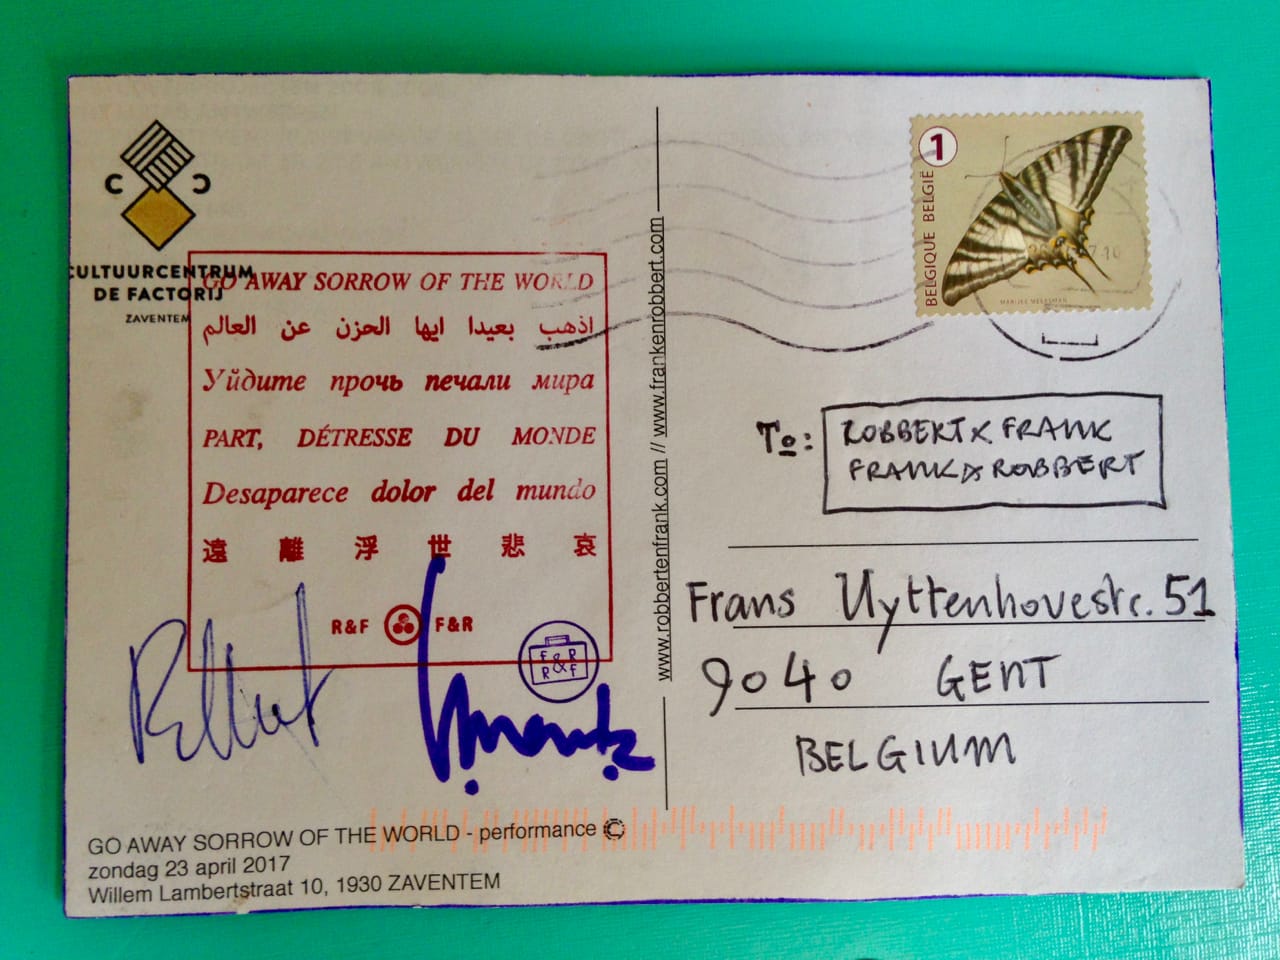 C C
CULTUURCENTRUM
DE FACTORIJ
ZAVENTEM
GO AWAY SORROW OF THE WORLD
اذهب بعيدا ايها الحزن عن العالم
Уйдите прочь печали мира
PART, DÉTRESSE DU MONDE
Desaparece dolor del mundo
遠離浮世悲哀
R&F F&R
F&R
R&F
GO AWAY SORROW OF THE WORLD - performance
zondag 23 april 2017
Willem Lambertstraat 10, 1930 ZAVENTEM
www.robbertenfrank.com // www.frankenrobbert.com
1
BELGIQUE BELGIË
MARIJKE MEERSMAN
To: ROBBERT & FRANK
FRANK & ROBBERT
Frans Uyttenhovestr. 51
9040 GENT
BELGIUM